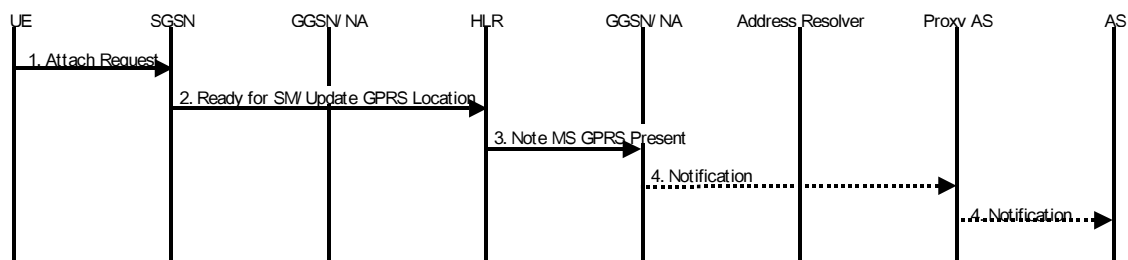 UE SGSN GGSN/ NA HLR GGSN/ NA Address Resolver Proxy AS AS
1. Attach Request
2. Ready for SM/ Update GPRS Location
3. Note MS GPRS Present
4. Notification
4. Notification